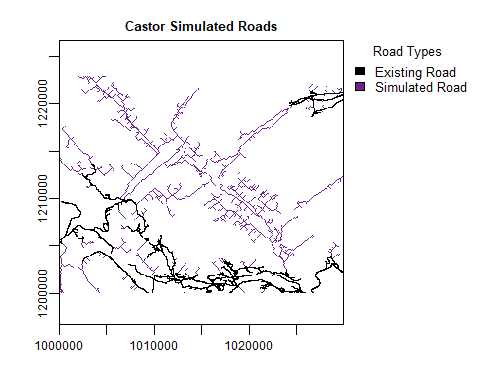 Castor Simulated Roads
Road Types
Existing Road
Simulated Road
1220000
1210000
1200000
1000000 1010000 1020000